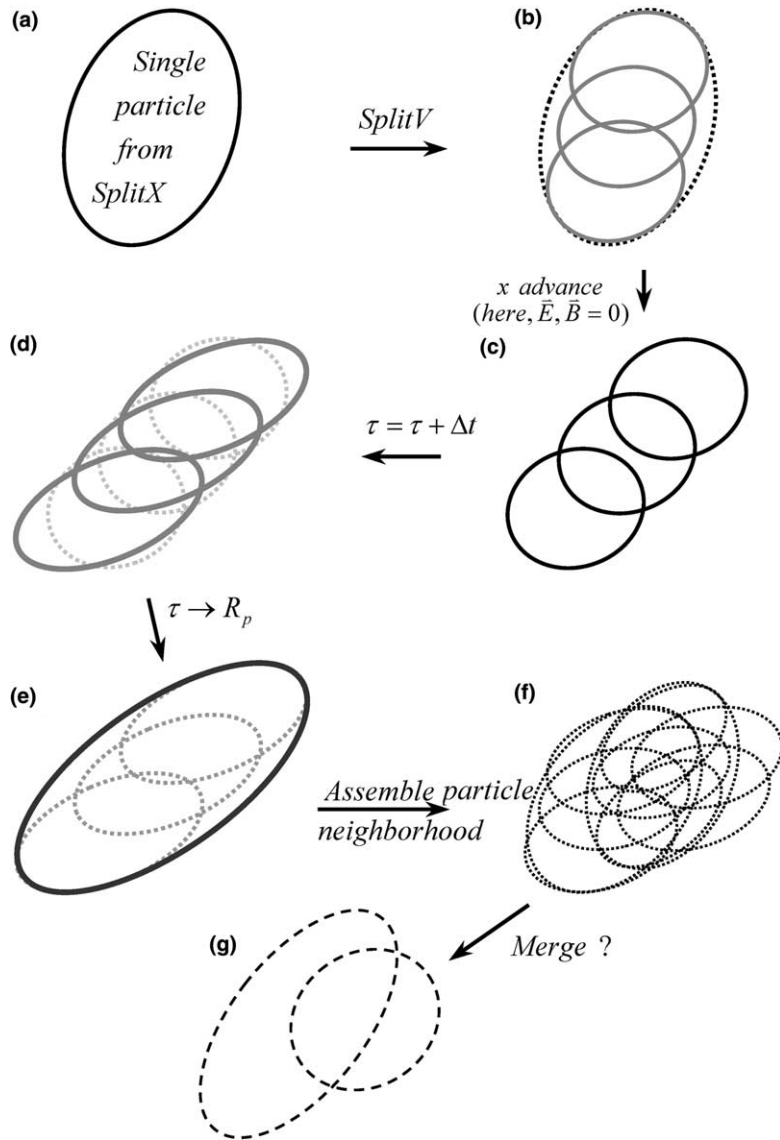 (a)
Single
particle
from
SplitX
SplitV
(b)
x advance
(here, E⃗, B⃗ = 0)
(c)
(d)
τ = τ + Δt
τ → R_p
(e)
Assemble particle
neighborhood
(f)
(g)
Merge ?